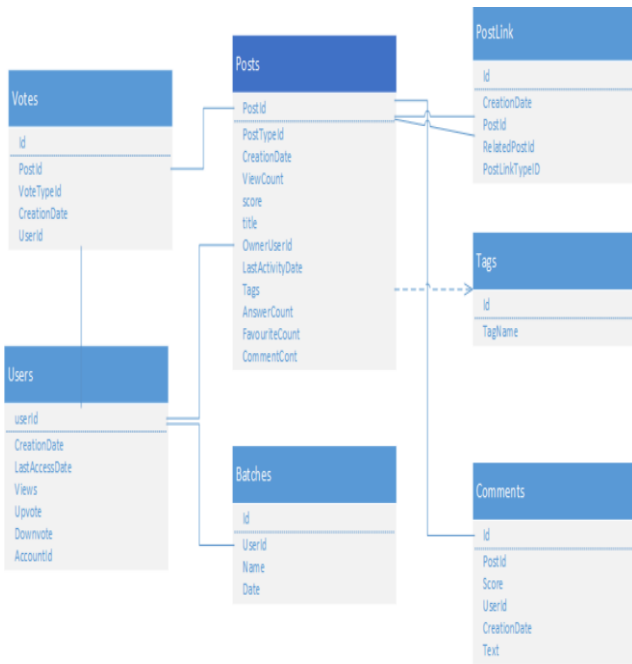 Votes
Id
PostId
VoteTypeId
CreationDate
UserId
Users
userId
CreationDate
LastAccessDate
Views
Upvote
Downvote
AccountId
Posts
PostId
PostTypeId
CreationDate
ViewCount
score
title
OwnerUserId
LastActivityDate
Tags
AnswerCount
FavouriteCount
CommentCont
Batches
Id
UserId
Name
Date
PostLink
Id
CreationDate
PostId
RelatedPostId
PostLinkTypeID
Tags
Id
TagName
Comments
Id
PostId
Score
UserId
CreationDate
Text